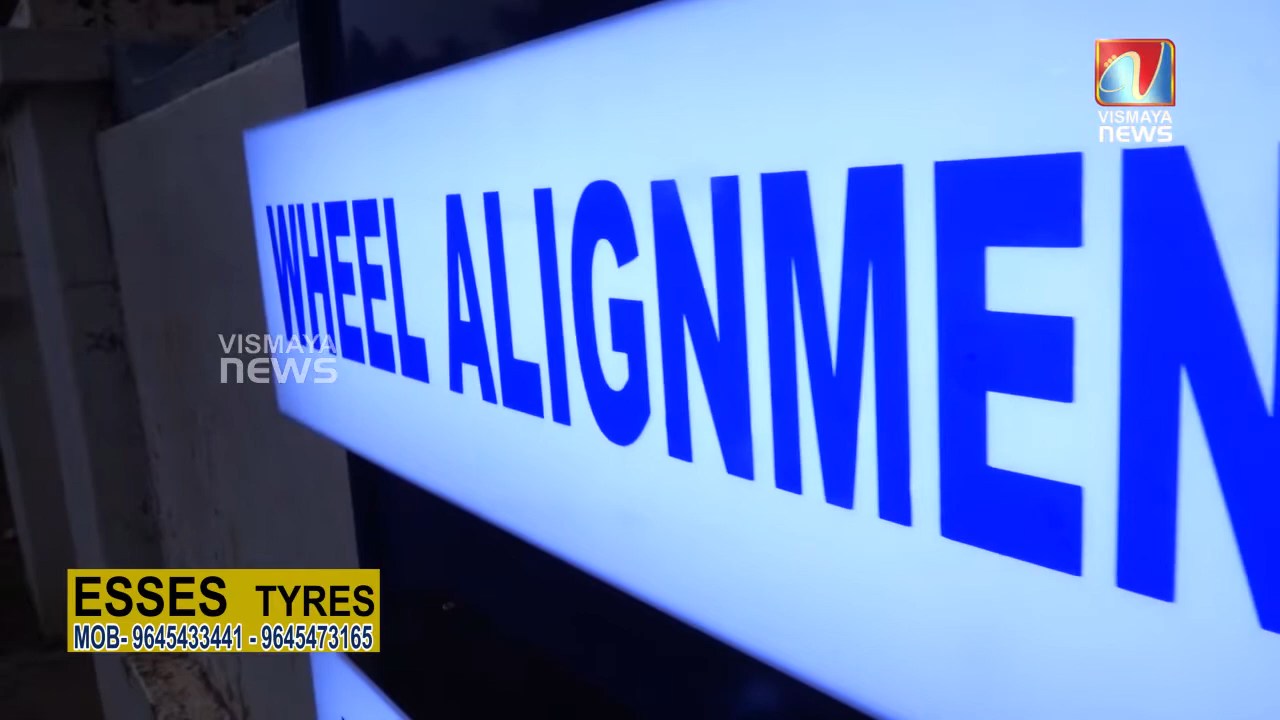 VISMAYA
NEWS
WHEEL ALIGNMEN
VISMAYA
NEWS
ESSES TYRES
MOB- 9645433441 - 9645473165